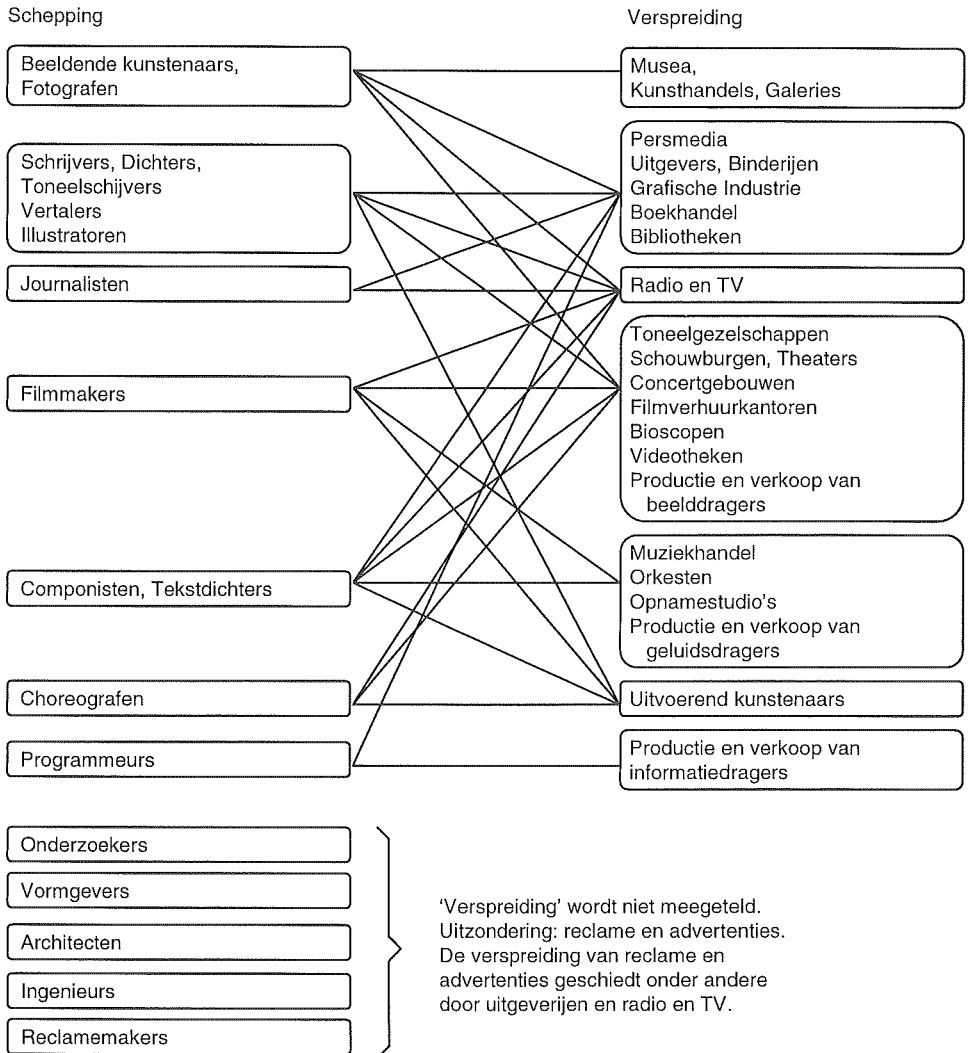 Schepping
Beeldende kunstenaars,
Fotografen
Schrijvers, Dichters,
Toneelschijvers
Vertalers
Illustratoren
Journalisten
Filmmakers
Componisten, Tekstdichters
Choreografen
Programmeurs
Onderzoekers
Vormgevers
Architecten
Ingenieurs
Reclamemakers
Verspreiding
Musea,
Kunsthandels, Galeries
Persmedia
Uitgevers, Binderijen
Grafische Industrie
Boekhandel
Bibliotheken
Radio en TV
Toneelgezelschappen
Schouwburgen, Theaters
Concertgebouwen
Filmverhuurkantoren
Bioscopen
Videotheken
Productie en verkoop van
beelddragers
Muziekhandel
Orkesten
Opnamestudio's
Productie en verkoop van
geluidsdragers
Uitvoerend kunstenaars
Productie en verkoop van
informatiedragers
‘Verspreiding’ wordt niet meegeteld.
Uitzondering: reclame en advertenties.
De verspreiding van reclame en
advertenties geschiedt onder andere
door uitgeverijen en radio en TV.